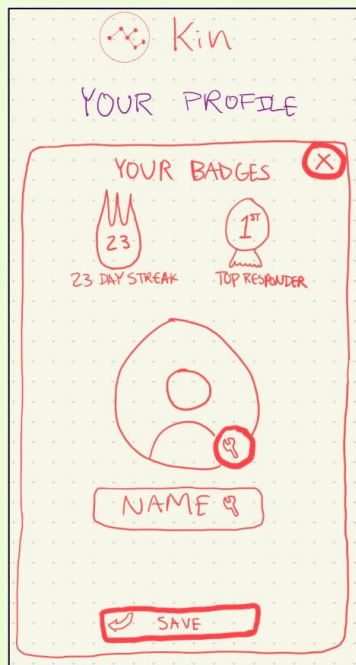 Kin
YOUR PROFILE
YOUR BADGES
X
23
1ST
23 DAY STREAK
TOP RESPONDER
NAME
SAVE